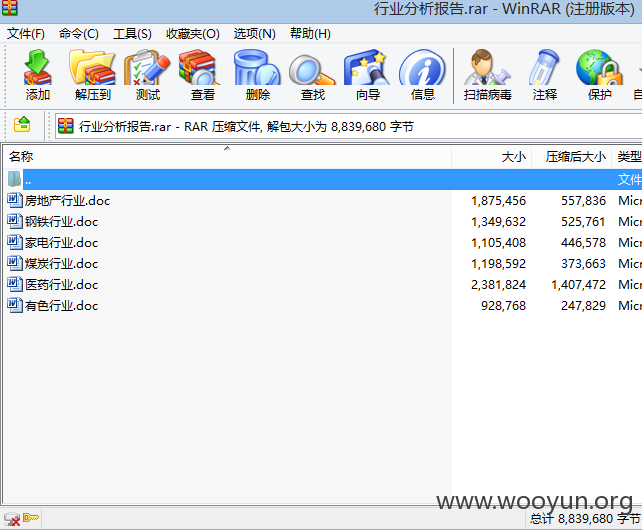 行业分析报告.rar - WinRAR (注册版本)
文件(F) 命令(C) 工具(S) 收藏夹(O) 选项(N) 帮助(H)
添加 解压到 测试 查看 删除 查找 向导 信息 扫描病毒 注释 保护 自
行业分析报告.rar - RAR 压缩文件, 解包大小为 8,839,680 字节
名称 大小 压缩后大小 类型
.. 文件
房地产行业.doc 1,875,456 557,836 Micr
钢铁行业.doc 1,349,632 525,761 Micr
家电行业.doc 1,105,408 446,578 Micr
煤炭行业.doc 1,198,592 373,663 Micr
医药行业.doc 2,381,824 1,407,472 Micr
有色行业.doc 928,768 247,829 Micr
www.wooyun.org
总计 8,839,680 字节